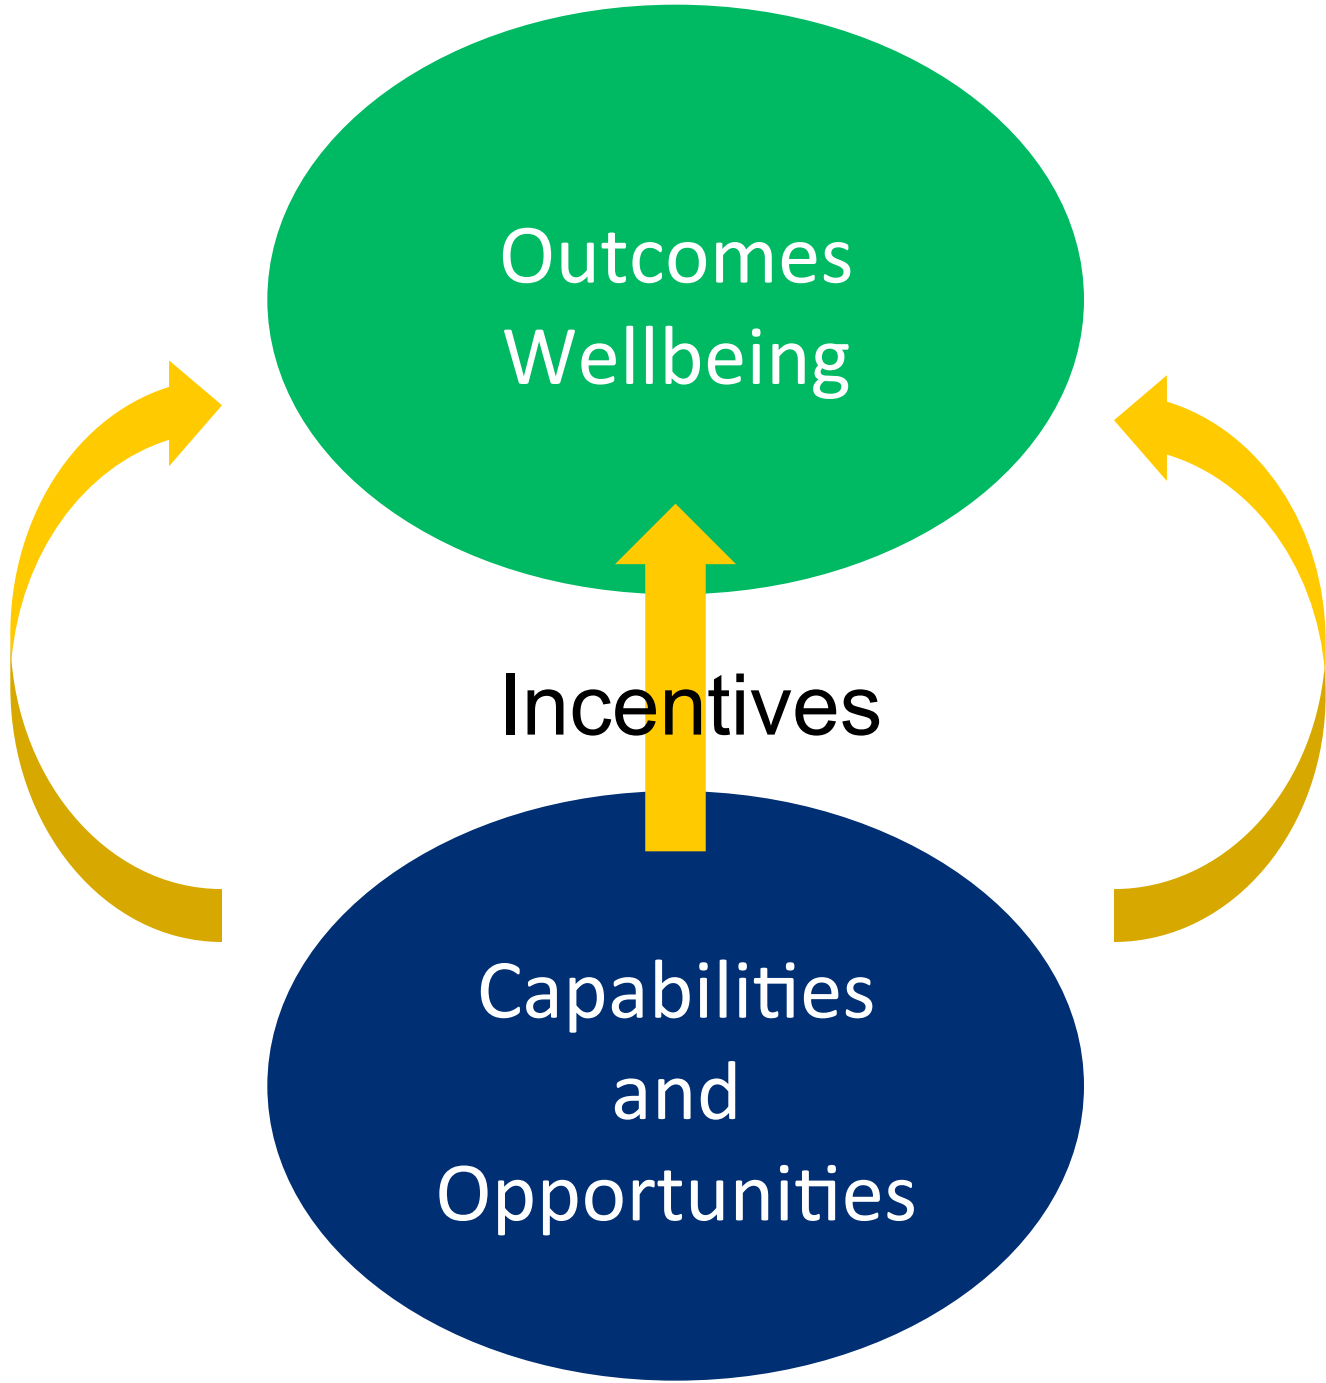 Outcomes
Wellbeing
Incentives
Capabilities
and
Opportunities